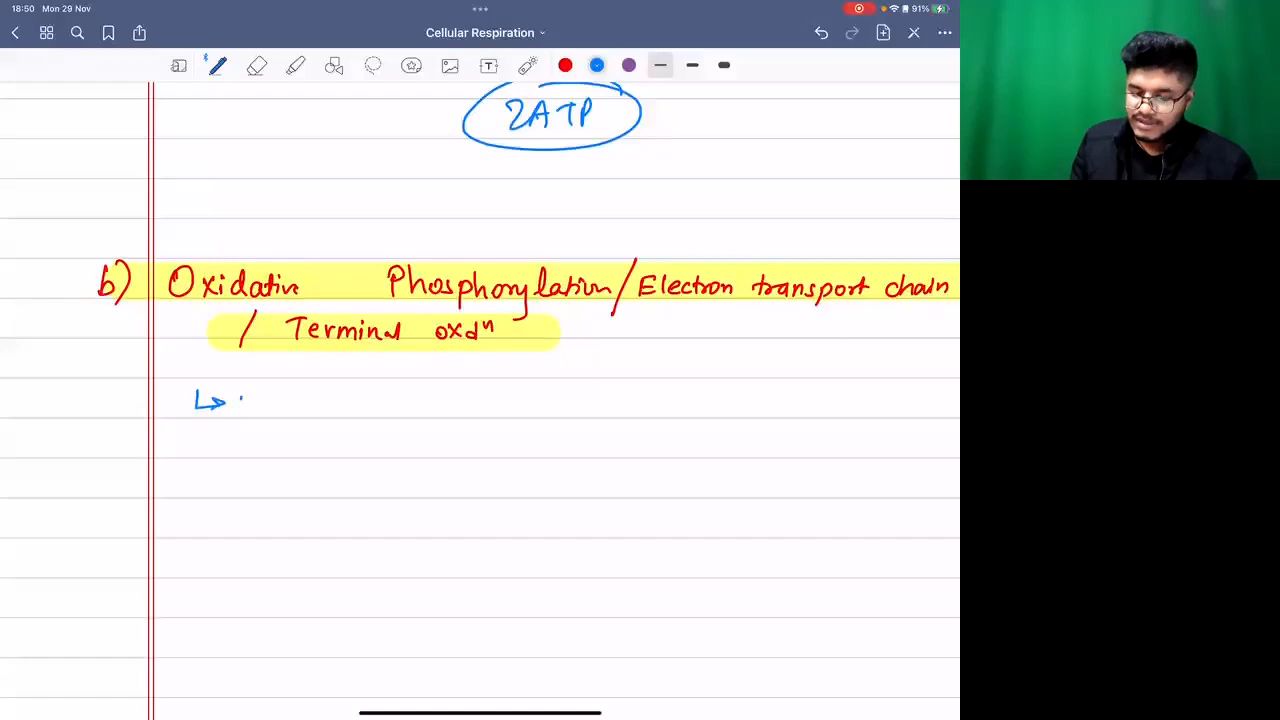 18:50 Mon 29 Nov
91%
Cellular Respiration
T
2ATP
b) Oxidative Phosphorylation/Electron transport chain
/ Terminal oxdⁿ